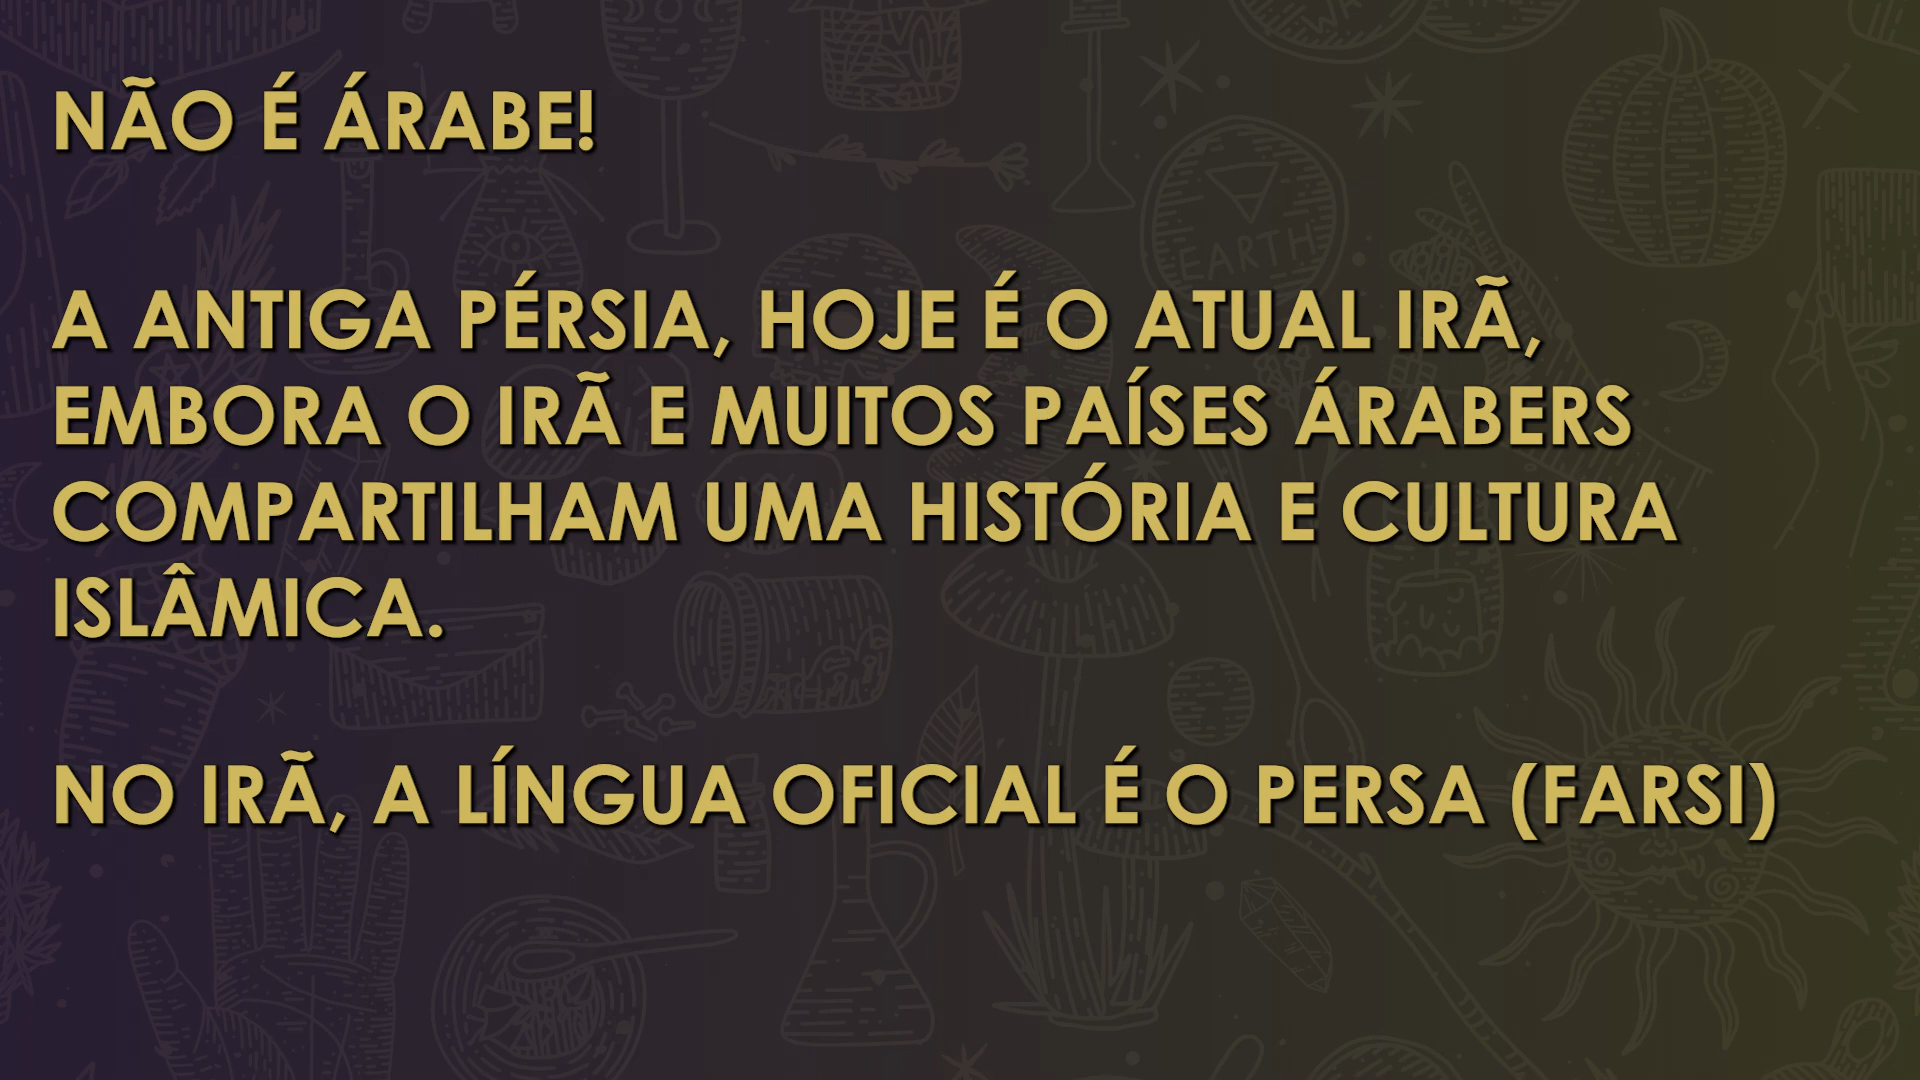 NÃO É ÁRABE!
A ANTIGA PÉRSIA, HOJE É O ATUAL IRÃ,
EMBORA O IRÃ E MUITOS PAÍSES ÁRABERS
COMPARTILHAM UMA HISTÓRIA E CULTURA
ISLÂMICA.
NO IRÃ, A LÍNGUA OFICIAL É O PERSA (FARSI)
EARTH